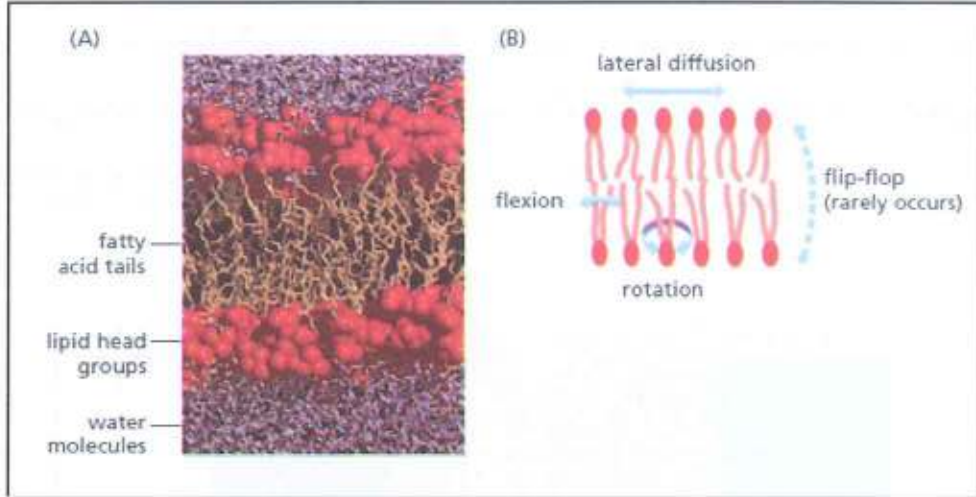 (A)
fatty
acid tails
lipid head
groups
water
molecules
(B)
lateral diffusion
flexion
flip-flop
(rarely occurs)
rotation